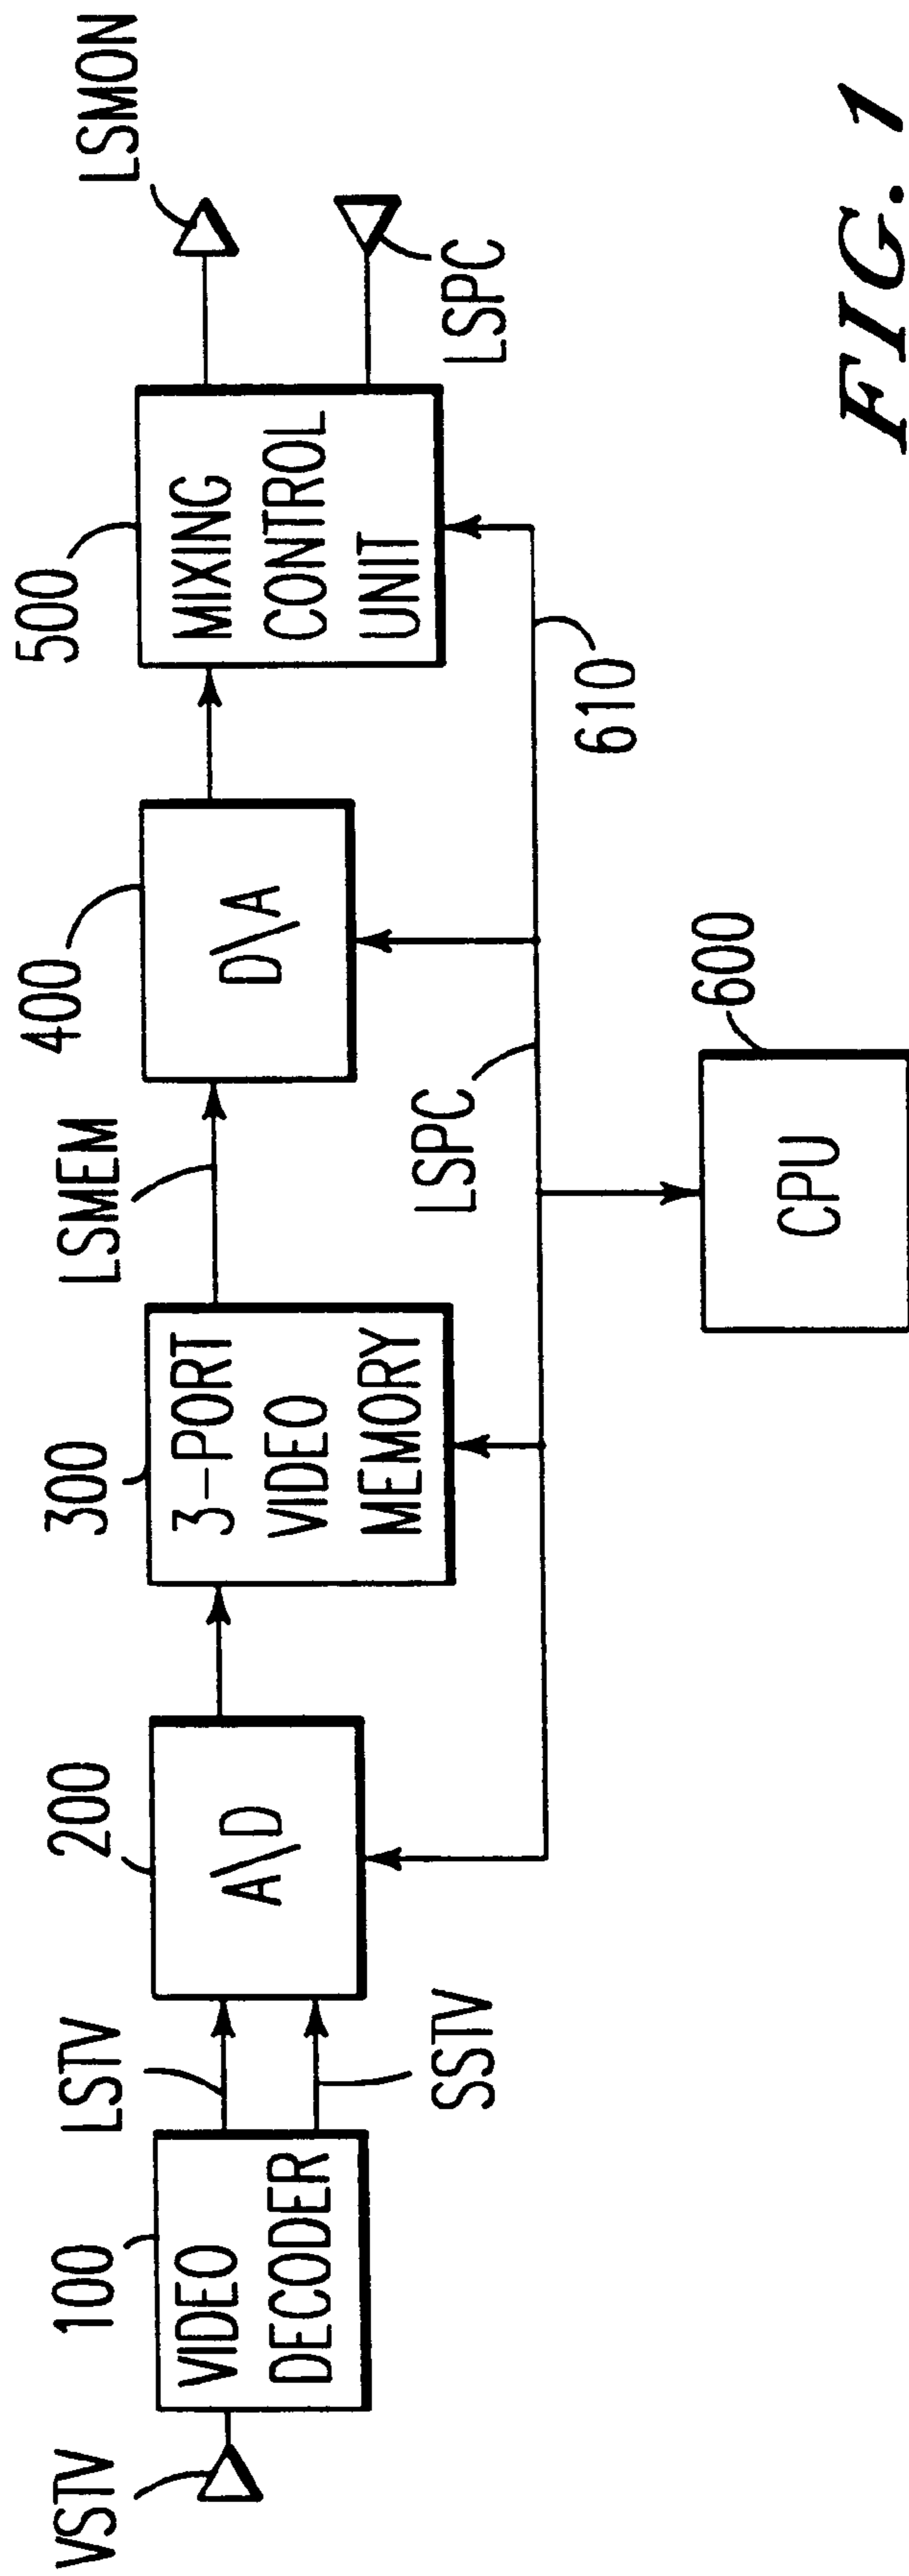 VSTV
100
VIDEO
DECODER
LSTV
SSTV
200
A\D
300
3-PORT
VIDEO
MEMORY
LSMEM
400
D\A
500
MIXING
CONTROL
UNIT
LSMON
LSPC
LSPC
610
600
CPU
FIG. 1